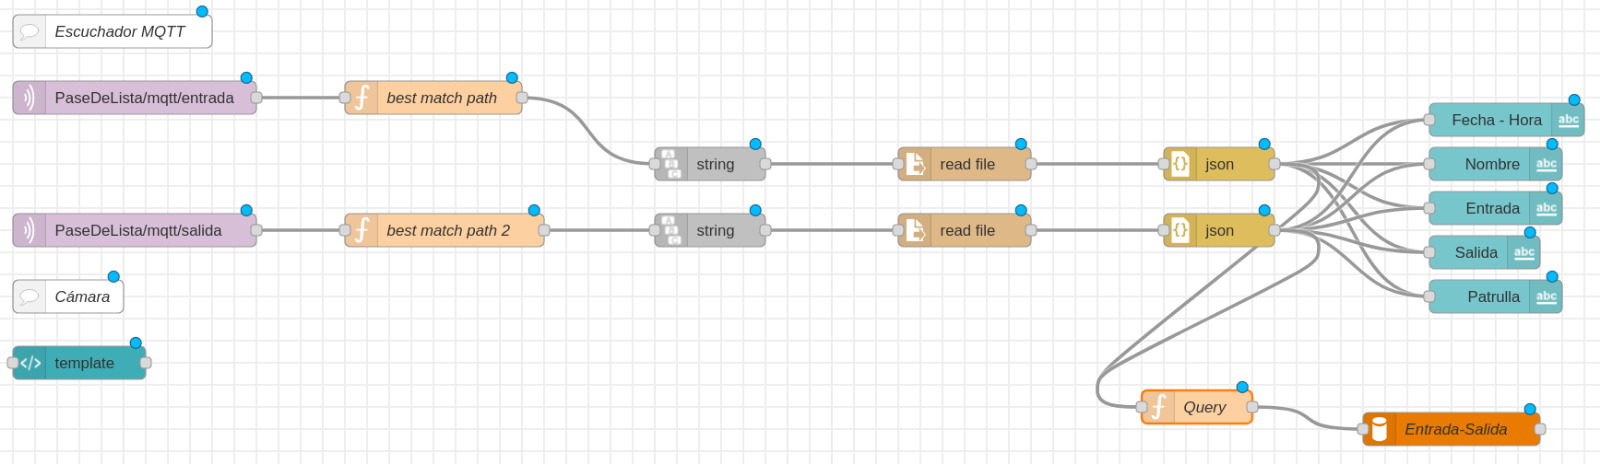 Escuchador MQTT
PaseDeLista/mqtt/entrada
best match path
string
read file
json
Fecha - Hora
abc
Nombre
abc
Entrada
abc
Salida
abc
Patrulla
abc
PaseDeLista/mqtt/salida
best match path 2
string
read file
json
Cámara
template
Query
Entrada-Salida